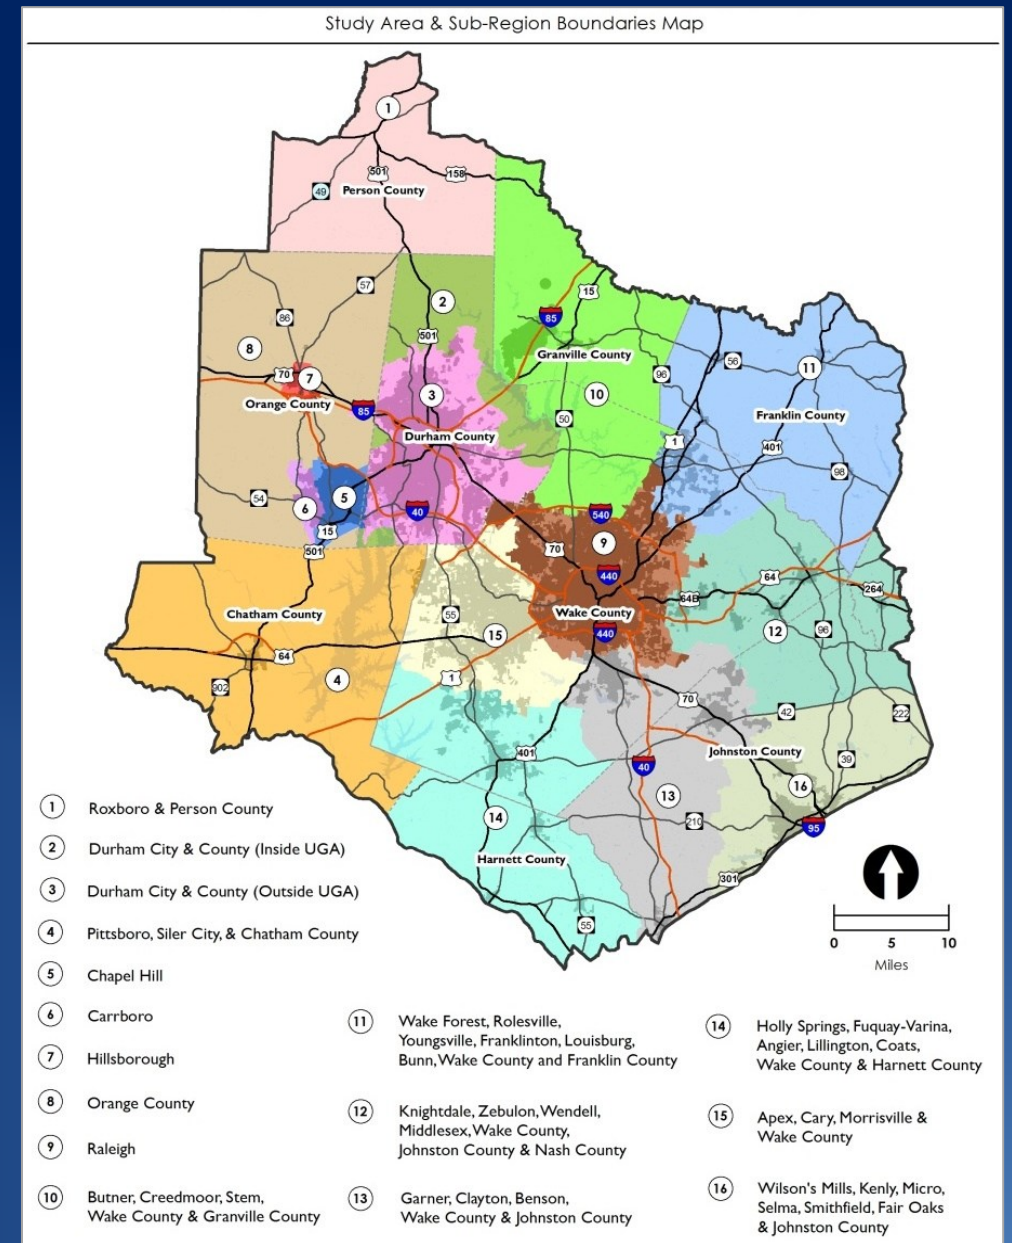 Study Area & Sub-Region Boundaries Map
1
501
158
49
Person County
57
2
15
86
85
501
8
Granville County
56
11
70
7
96
3
10
Orange County
85
50
Franklin County
Durham County
1
401
98
54
5
6
40
540
15
70
9
501
440
64
264
64B
Chatham County
55
Wake County
440
12
96
15
64
1
4
902
70
42
222
401
Johnston County
39
40
16
13
14
210
95
Harnett County
301
55
0 5 10
Miles
1 Roxboro & Person County
2 Durham City & County (Inside UGA)
3 Durham City & County (Outside UGA)
4 Pittsboro, Siler City, & Chatham County
5 Chapel Hill
6 Carrboro
7 Hillsborough
8 Orange County
9 Raleigh
10 Butner, Creedmoor, Stem,
Wake County & Granville County
11 Wake Forest, Rolesville,
Youngsville, Franklinton, Louisburg,
Bunn, Wake County and Franklin County
12 Knightdale, Zebulon, Wendell,
Middlesex, Wake County,
Johnston County & Nash County
13 Garner, Clayton, Benson,
Wake County & Johnston County
14 Holly Springs, Fuquay-Varina,
Angier, Lillington, Coats,
Wake County & Harnett County
15 Apex, Cary, Morrisville &
Wake County
16 Wilson's Mills, Kenly, Micro,
Selma, Smithfield, Fair Oaks
& Johnston County